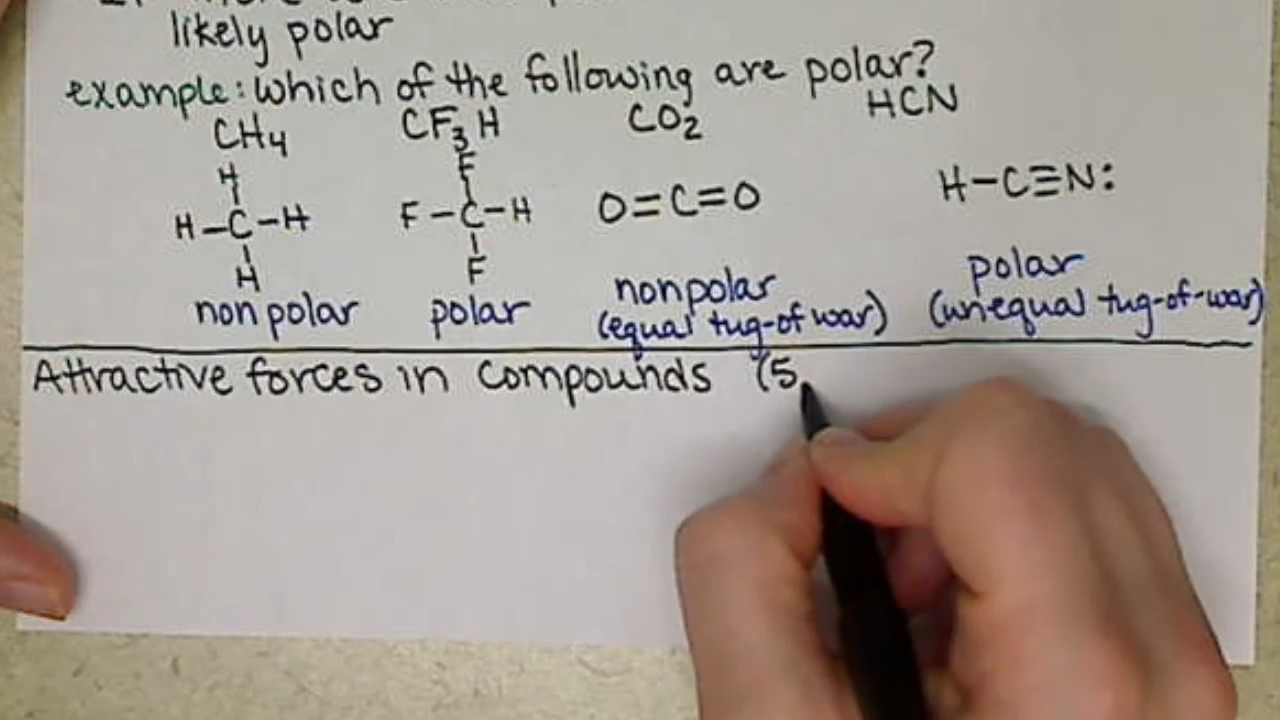 likely polar
example: which of the following are polar?
CH4 CF3H CO2 HCN
H F
H-C-H F-C-H O=C=O H-C≡N:
H F
nonpolar polar nonpolar polar
(equal tug-of war) (unequal tug-of-war)
Attractive forces in compounds (5.